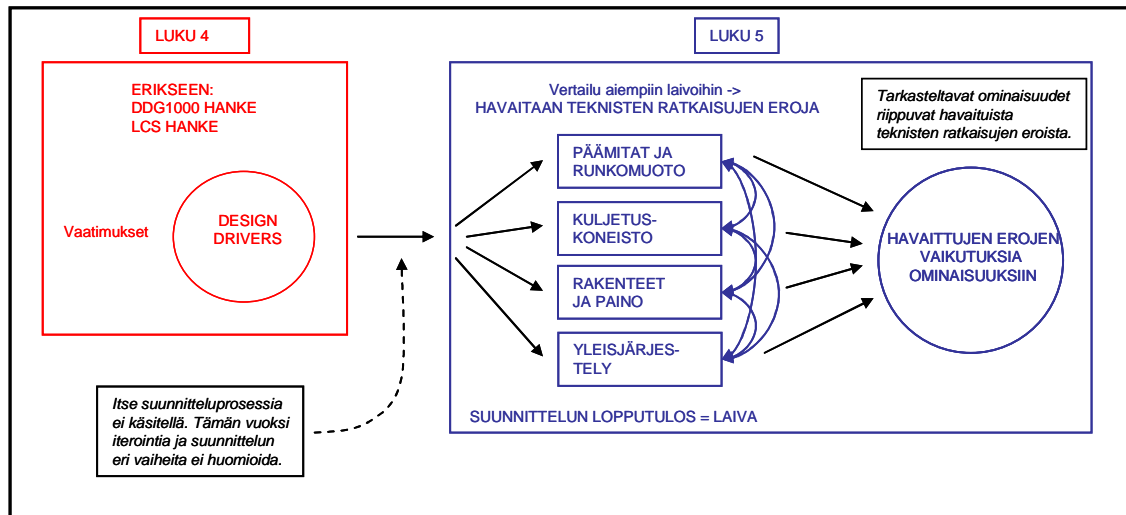 LUKU 4
ERIKSEEN:
DDG1000 HANKE
LCS HANKE
Vaatimukset
DESIGN
DRIVERS
Itse suunnitteluprosessia
ei käsitellä. Tämän vuoksi
iterointia ja suunnittelun
eri vaiheita ei huomioida.
LUKU 5
Vertailu aiempiin laivoihin ->
HAVAITAAN TEKNISTEN RATKAISUJEN EROJA
PÄÄMITAT JA
RUNKOMUOTO
KULJETUS-
KONEISTO
RAKENTEET
JA PAINO
YLEISJÄRJES-
TELY
SUUNNITTELUN LOPPUTULOS = LAIVA
Tarkasteltavat ominaisuudet
riippuvat havaituista
teknisten ratkaisujen eroista.
HAVAITTUJEN EROJEN
VAIKUTUKSIA
OMINAISUUKSIIN